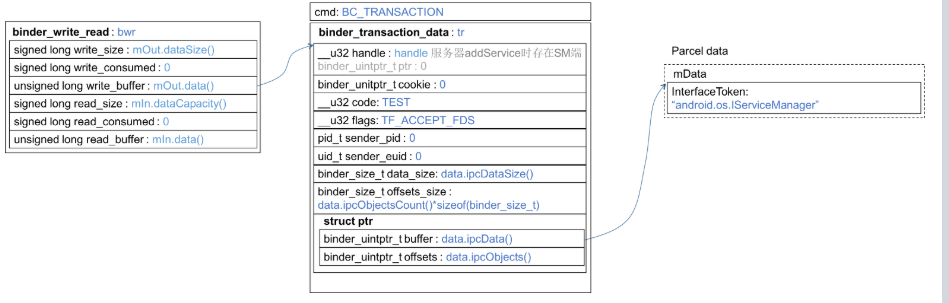 binder_write_read : bwr
signed long write_size : mOut.dataSize()
signed long write_consumed : 0
unsigned long write_buffer : mOut.data()
signed long read_size : mIn.dataCapacity()
signed long read_consumed : 0
unsigned long read_buffer : mIn.data()
cmd: BC_TRANSACTION
binder_transaction_data : tr
__u32 handle : handle 服务器addService时存在SM端
binder_uintptr_t ptr : 0
binder_unitptr_t cookie : 0
__u32 code: TEST
__u32 flags: TF_ACCEPT_FDS
pid_t sender_pid : 0
uid_t sender_euid : 0
binder_size_t data_size: data.ipcDataSize()
binder_size_t offsets_size :
data.ipcObjectsCount()*sizeof(binder_size_t)
struct ptr
binder_uintptr_t buffer : data.ipcData()
binder_uintptr_t offsets : data.ipcObjects()
Parcel data
mData
InterfaceToken:
"android.os.IServiceManager"